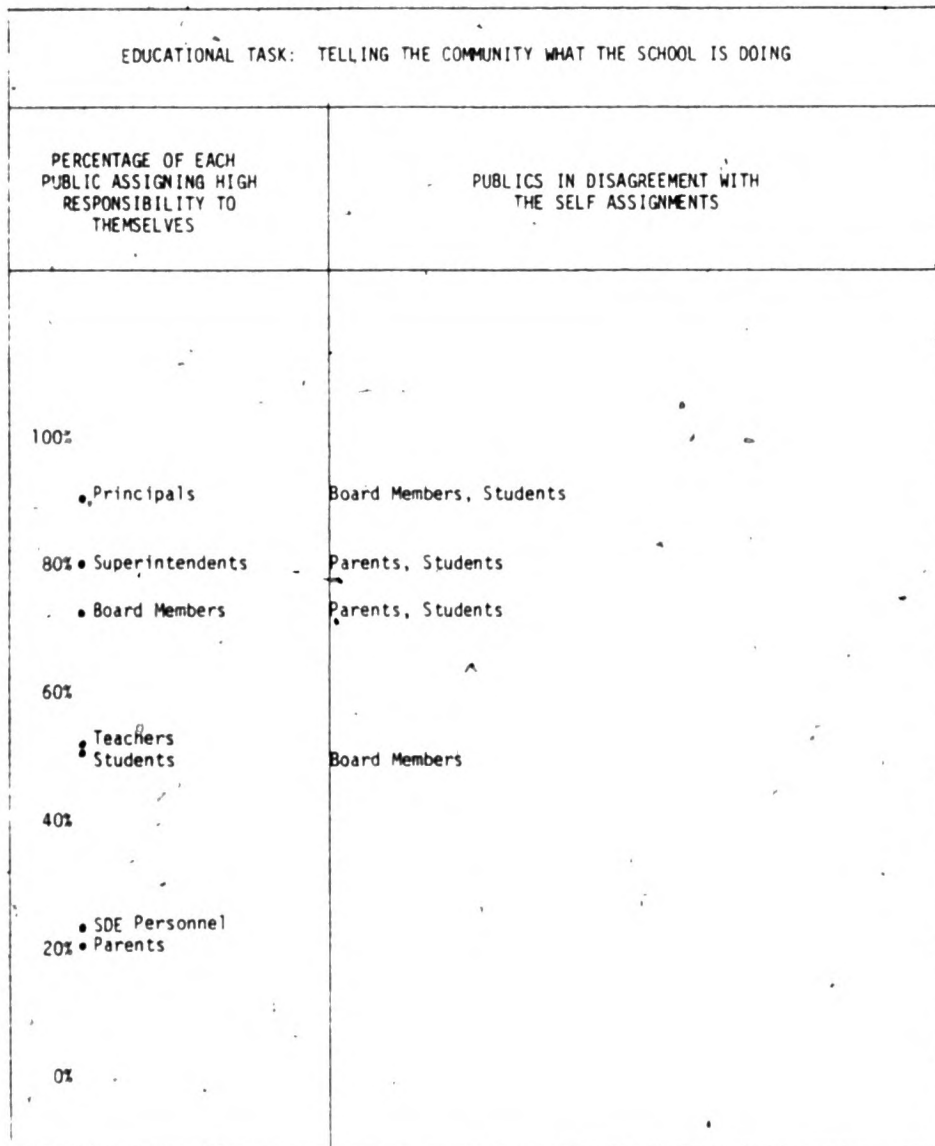 EDUCATIONAL TASK: TELLING THE COMMUNITY WHAT THE SCHOOL IS DOING
PERCENTAGE OF EACH
PUBLIC ASSIGNING HIGH
RESPONSIBILITY TO
THEMSELVES
PUBLICS IN DISAGREEMENT WITH
THE SELF ASSIGNMENTS
100%
Principals Board Members, Students
80% • Superintendents Parents, Students
• Board Members Parents, Students
60%
• Teachers
• Students Board Members
40%
• SDE Personnel
20% • Parents
0%